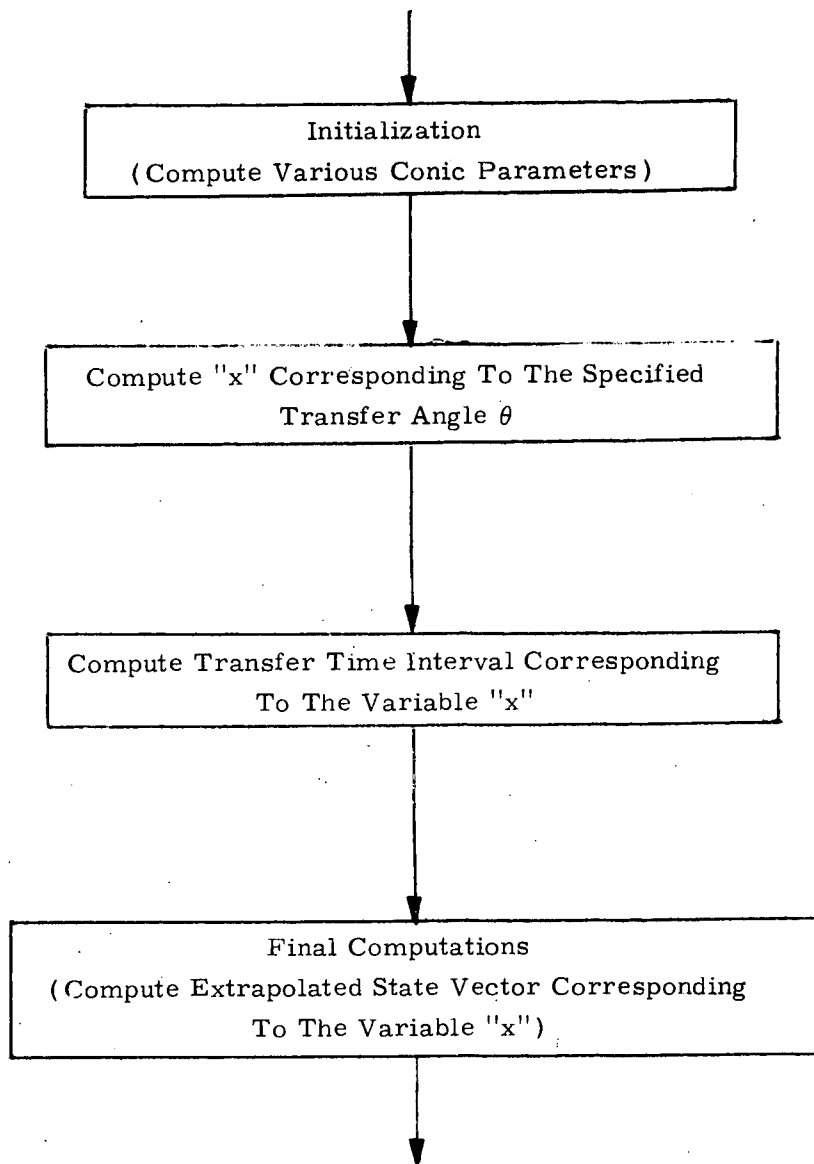 Initialization
(Compute Various Conic Parameters)
Compute "x" Corresponding To The Specified
Transfer Angle θ
Compute Transfer Time Interval Corresponding
To The Variable "x"
Final Computations
(Compute Extrapolated State Vector Corresponding
To The Variable "x")